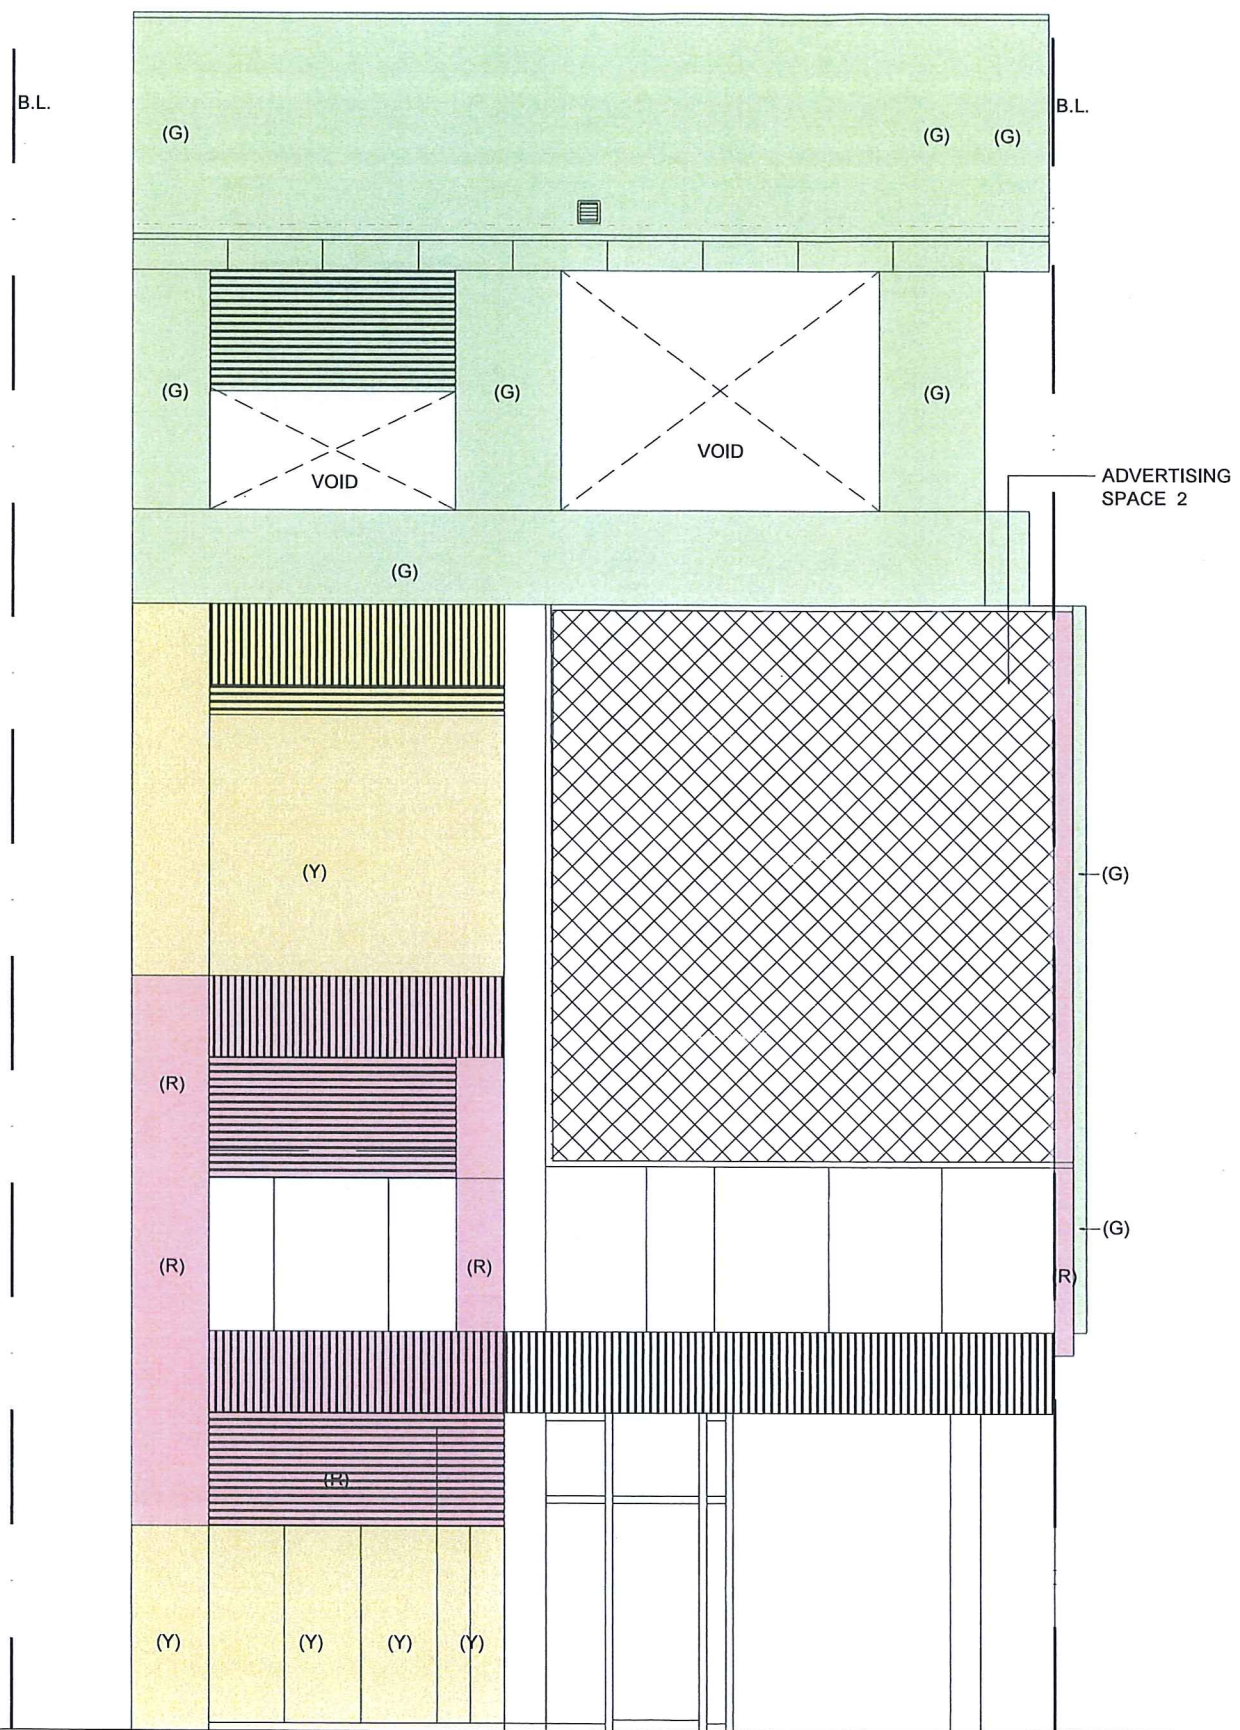 B.L.
B.L.
(G)
(G)
(G)
(G)
(G)
(G)
VOID
VOID
ADVERTISING
SPACE 2
(G)
(Y)
(G)
(R)
(G)
(R)
(R)
(R)
(R)
(Y)
(Y)
(Y)
(Y)